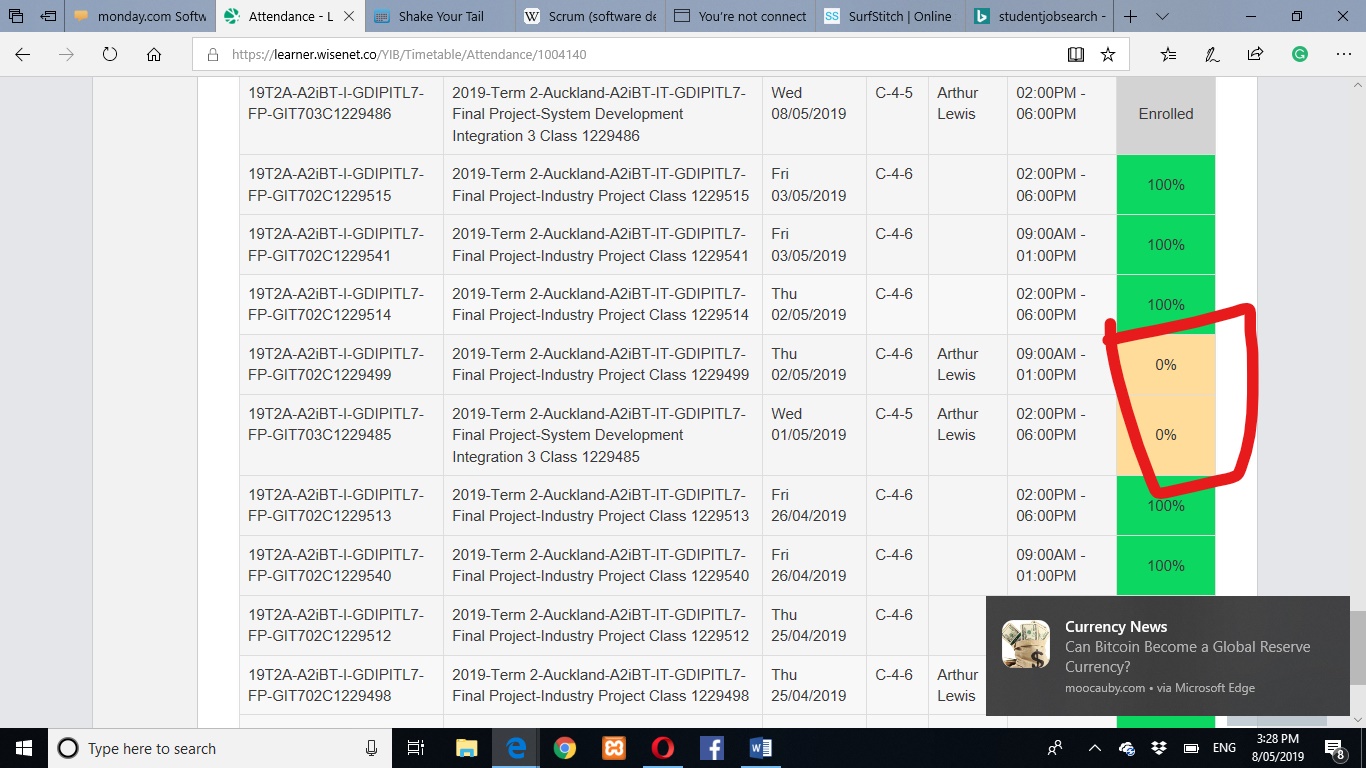 monday.com Softw
Attendance - L
Shake Your Tail
Scrum (software de
You're not connect
SurfStitch | Online
studentjobsearch -
https://learner.wisenet.co/YIB/Timetable/Attendance/1004140
19T2A-A2iBT-I-GDIPITL7-
FP-GIT703C1229486
2019-Term 2-Auckland-A2iBT-IT-GDIPITL7-
Final Project-System Development
Integration 3 Class 1229486
Wed
08/05/2019
C-4-5
Arthur
Lewis
02:00PM -
06:00PM
Enrolled
19T2A-A2iBT-I-GDIPITL7-
FP-GIT702C1229515
2019-Term 2-Auckland-A2iBT-IT-GDIPITL7-
Final Project-Industry Project Class 1229515
Fri
03/05/2019
C-4-6
02:00PM -
06:00PM
100%
19T2A-A2iBT-I-GDIPITL7-
FP-GIT702C1229541
2019-Term 2-Auckland-A2iBT-IT-GDIPITL7-
Final Project-Industry Project Class 1229541
Fri
03/05/2019
C-4-6
09:00AM -
01:00PM
100%
19T2A-A2iBT-I-GDIPITL7-
FP-GIT702C1229514
2019-Term 2-Auckland-A2iBT-IT-GDIPITL7-
Final Project-Industry Project Class 1229514
Thu
02/05/2019
C-4-6
02:00PM -
06:00PM
100%
19T2A-A2iBT-I-GDIPITL7-
FP-GIT702C1229499
2019-Term 2-Auckland-A2iBT-IT-GDIPITL7-
Final Project-Industry Project Class 1229499
Thu
02/05/2019
C-4-6
Arthur
Lewis
09:00AM -
01:00PM
0%
19T2A-A2iBT-I-GDIPITL7-
FP-GIT703C1229485
2019-Term 2-Auckland-A2iBT-IT-GDIPITL7-
Final Project-System Development
Integration 3 Class 1229485
Wed
01/05/2019
C-4-5
Arthur
Lewis
02:00PM -
06:00PM
0%
19T2A-A2iBT-I-GDIPITL7-
FP-GIT702C1229513
2019-Term 2-Auckland-A2iBT-IT-GDIPITL7-
Final Project-Industry Project Class 1229513
Fri
26/04/2019
C-4-6
02:00PM -
06:00PM
100%
19T2A-A2iBT-I-GDIPITL7-
FP-GIT702C1229540
2019-Term 2-Auckland-A2iBT-IT-GDIPITL7-
Final Project-Industry Project Class 1229540
Fri
26/04/2019
C-4-6
09:00AM -
01:00PM
100%
19T2A-A2iBT-I-GDIPITL7-
FP-GIT702C1229512
2019-Term 2-Auckland-A2iBT-IT-GDIPITL7-
Final Project-Industry Project Class 1229512
Thu
25/04/2019
C-4-6
19T2A-A2iBT-I-GDIPITL7-
FP-GIT702C1229498
2019-Term 2-Auckland-A2iBT-IT-GDIPITL7-
Final Project-Industry Project Class 1229498
Thu
25/04/2019
C-4-6
Arthur
Lewis
Currency News
Can Bitcoin Become a Global Reserve
Currency?
moocauby.com • via Microsoft Edge
Type here to search
ENG
3:28 PM
8/05/2019
8